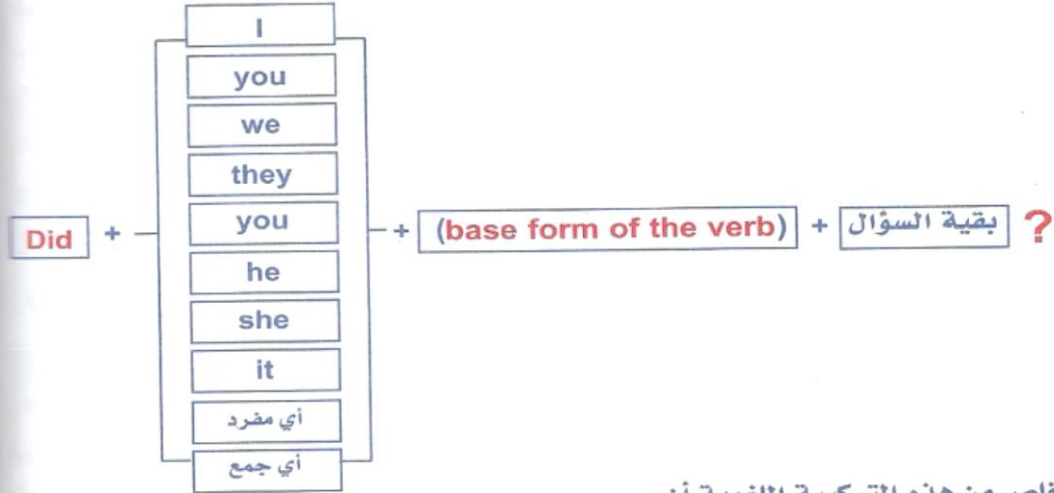 I
you
we
they
you
Did + + (base form of the verb) + بقية السؤال ?
he
she
it
أي مفرد
أي جمع